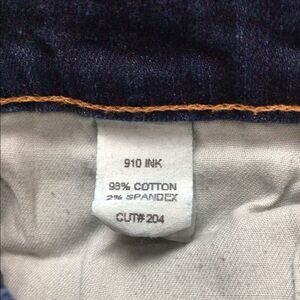 910 INK
98% COTTON
2% SPANDEX
CUT# 204